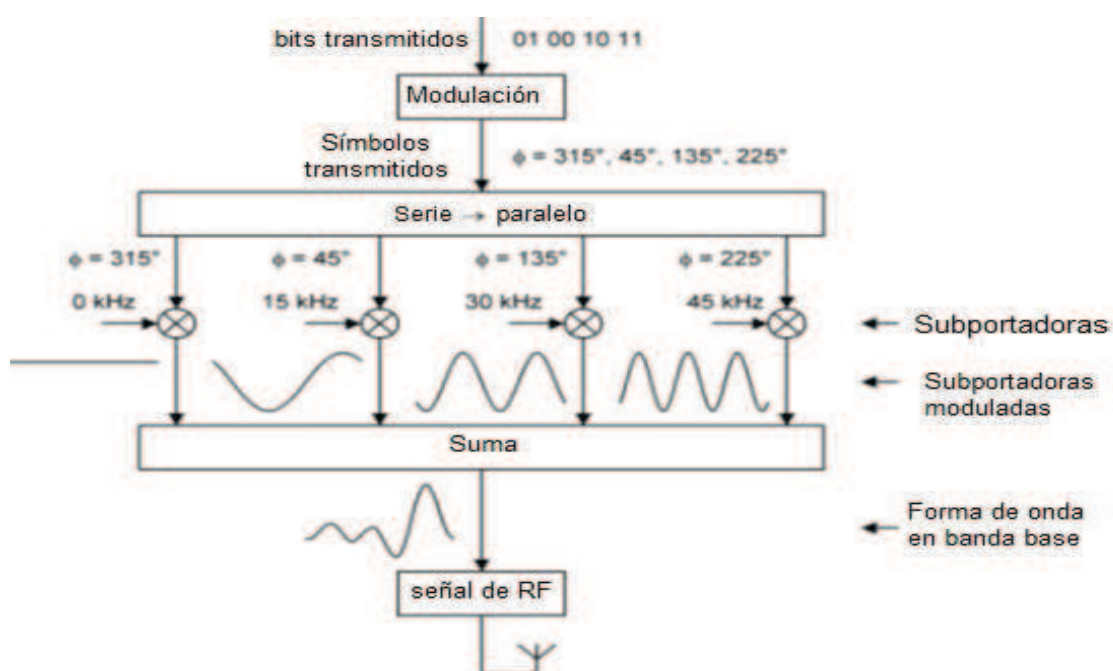 bits transmitidos 01 00 10 11
Modulación
Símbolos
transmitidos
ϕ = 315°, 45°, 135°, 225°
Serie → paralelo
ϕ = 315° ϕ = 45° ϕ = 135° ϕ = 225°
0 kHz 15 kHz 30 kHz 45 kHz
Subportadoras
Subportadoras
moduladas
Suma
Forma de onda
en banda base
señal de RF